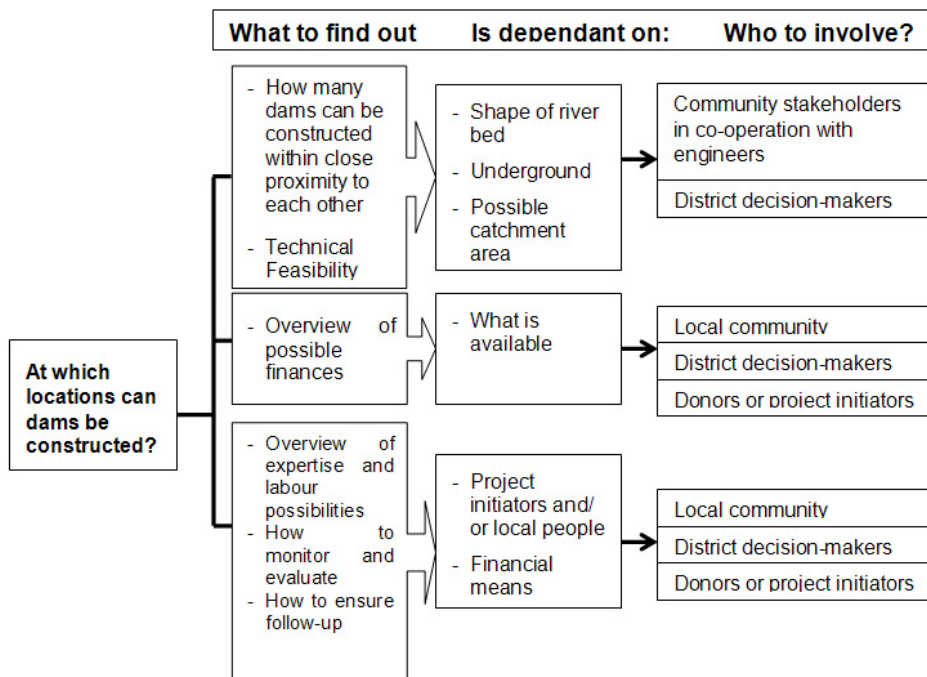 What to find out Is dependant on: Who to involve?
At which
locations can
dams be
constructed?
- How many
dams can be
constructed
within close
proximity to
each other
- Technical
Feasibility
- Shape of river
bed
- Underground
- Possible
catchment
area
Community stakeholders
in co-operation with
engineers
District decision-makers
- Overview of
possible
finances
- What is
available
Local community
District decision-makers
Donors or project initiators
- Overview of
expertise and
labour
possibilities
- How to
monitor and
evaluate
- How to ensure
follow-up
- Project
initiators and/
or local people
- Financial
means
Local community
District decision-makers
Donors or project initiators